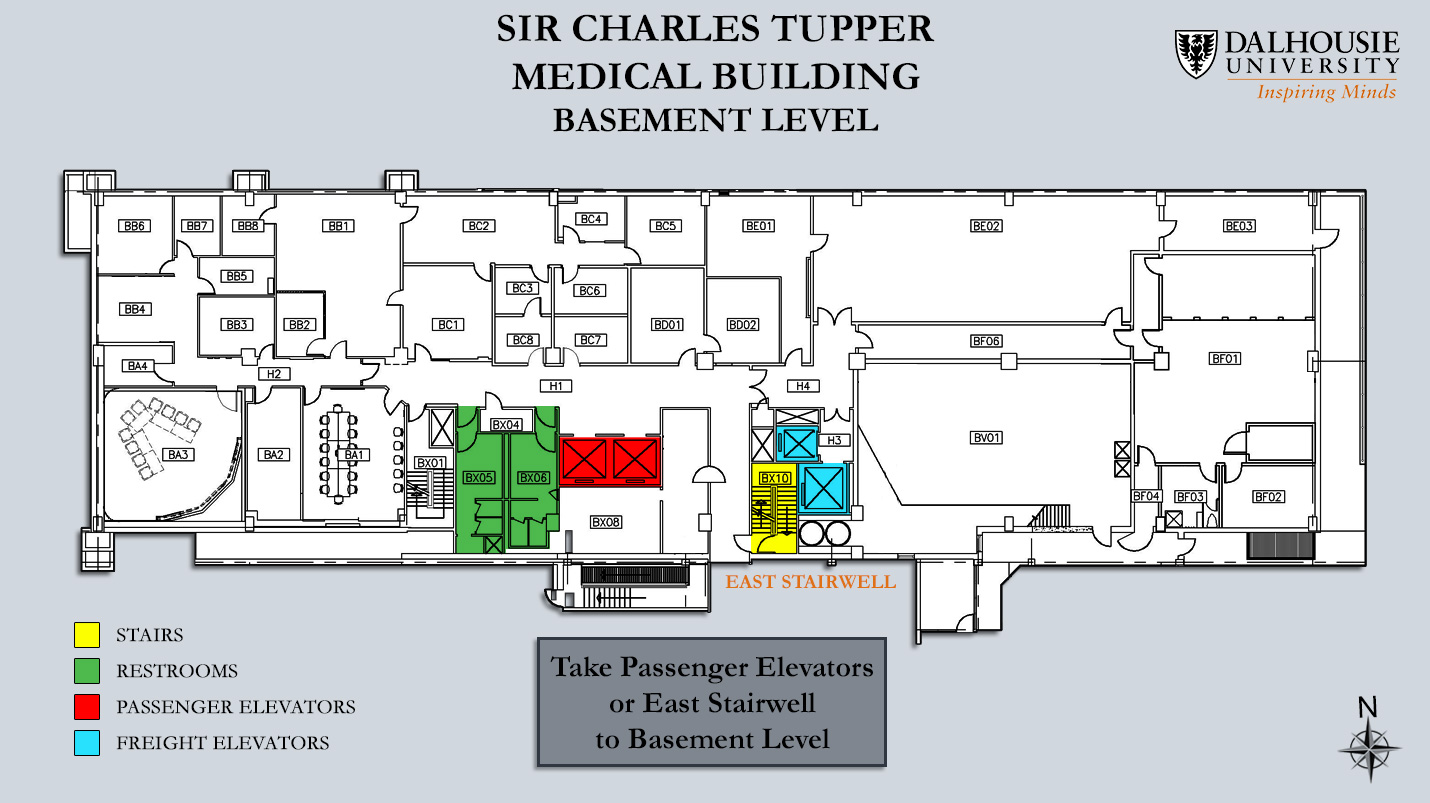 SIR CHARLES TUPPER
MEDICAL BUILDING
BASEMENT LEVEL
DALHOUSIE
UNIVERSITY
Inspiring Minds
BB6
BB7
BB8
BB1
BC2
BC4
BC5
BE01
BE02
BE03
BB5
BB4
BB3
BB2
BC1
BC3
BC6
BC8
BC7
BD01
BD02
BF06
BF01
BA4
H2
H1
H4
BA3
BA2
BA1
BX01
BX04
BX05
BX06
BX08
BX10
H3
BV01
BF04
BF03
BF02
EAST STAIRWELL
STAIRS
RESTROOMS
PASSENGER ELEVATORS
FREIGHT ELEVATORS
Take Passenger Elevators
or East Stairwell
to Basement Level
N